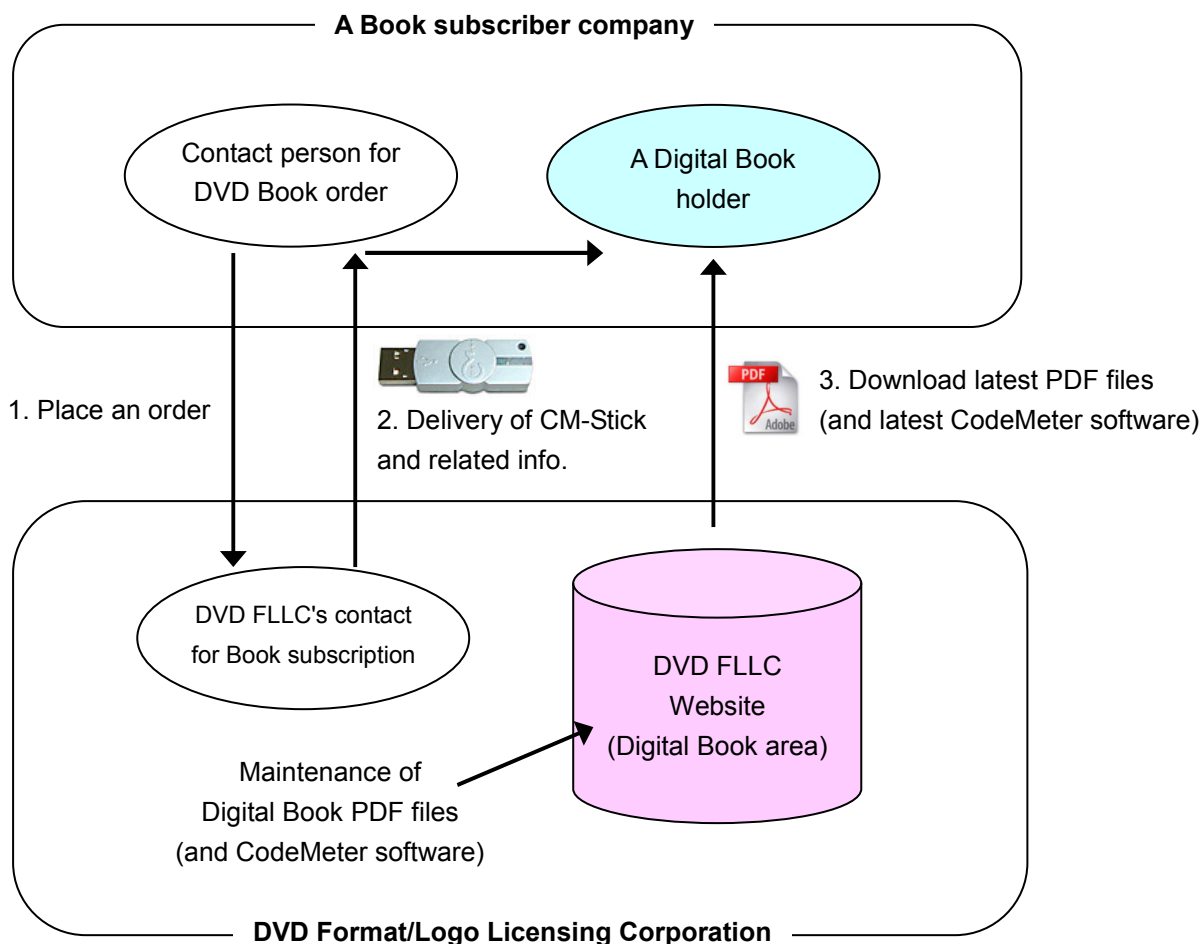 A Book subscriber company
Contact person for
DVD Book order
A Digital Book
holder
1. Place an order
2. Delivery of CM-Stick
and related info.
PDF
Adobe
3. Download latest PDF files
(and latest CodeMeter software)
DVD FLLC's contact
for Book subscription
DVD FLLC
Website
(Digital Book area)
Maintenance of
Digital Book PDF files
(and CodeMeter software)
DVD Format/Logo Licensing Corporation